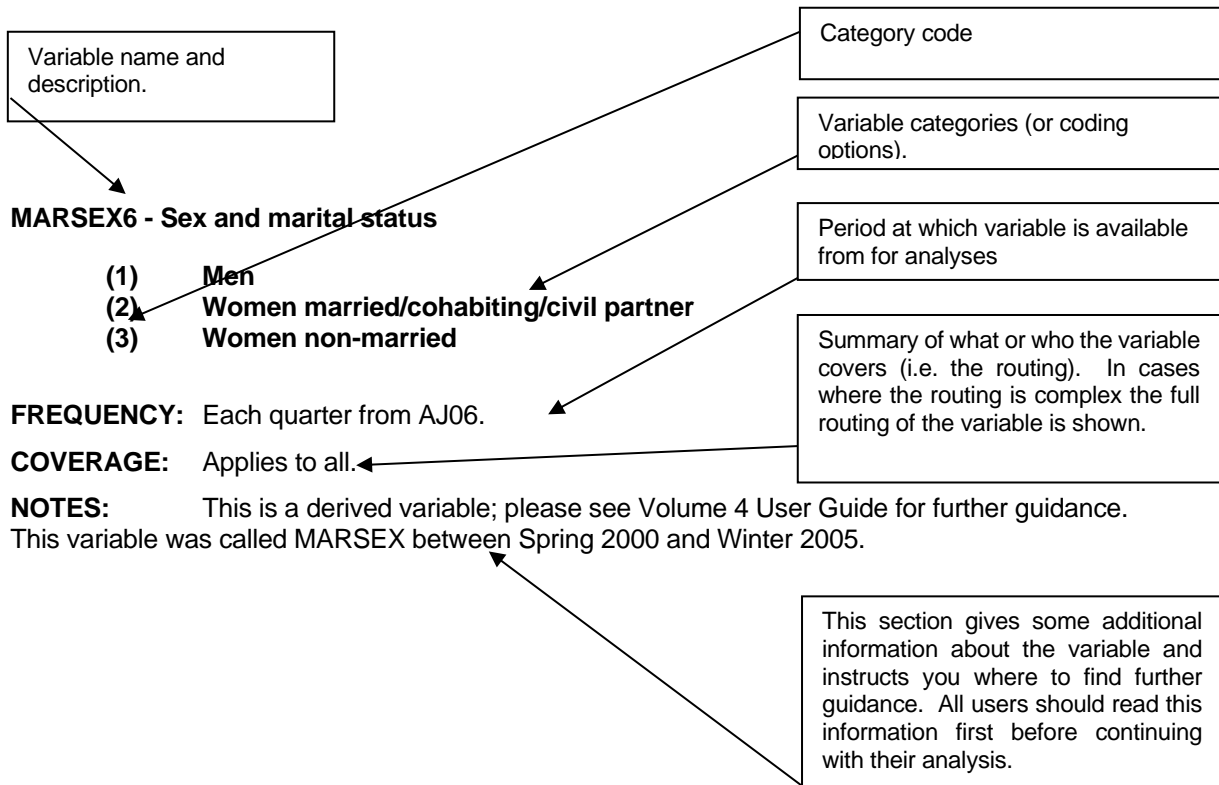 Variable name and
description.
Category code
Variable categories (or coding
options).
MARSEX6 - Sex and marital status
Period at which variable is available
from for analyses
(1) Men
(2) Women married/cohabiting/civil partner
(3) Women non-married
Summary of what or who the variable
covers (i.e. the routing). In cases
where the routing is complex the full
routing of the variable is shown.
FREQUENCY: Each quarter from AJ06.
COVERAGE: Applies to all.
NOTES: This is a derived variable; please see Volume 4 User Guide for further guidance.
This variable was called MARSEX between Spring 2000 and Winter 2005.
This section gives some additional
information about the variable and
instructs you where to find further
guidance. All users should read this
information first before continuing
with their analysis.